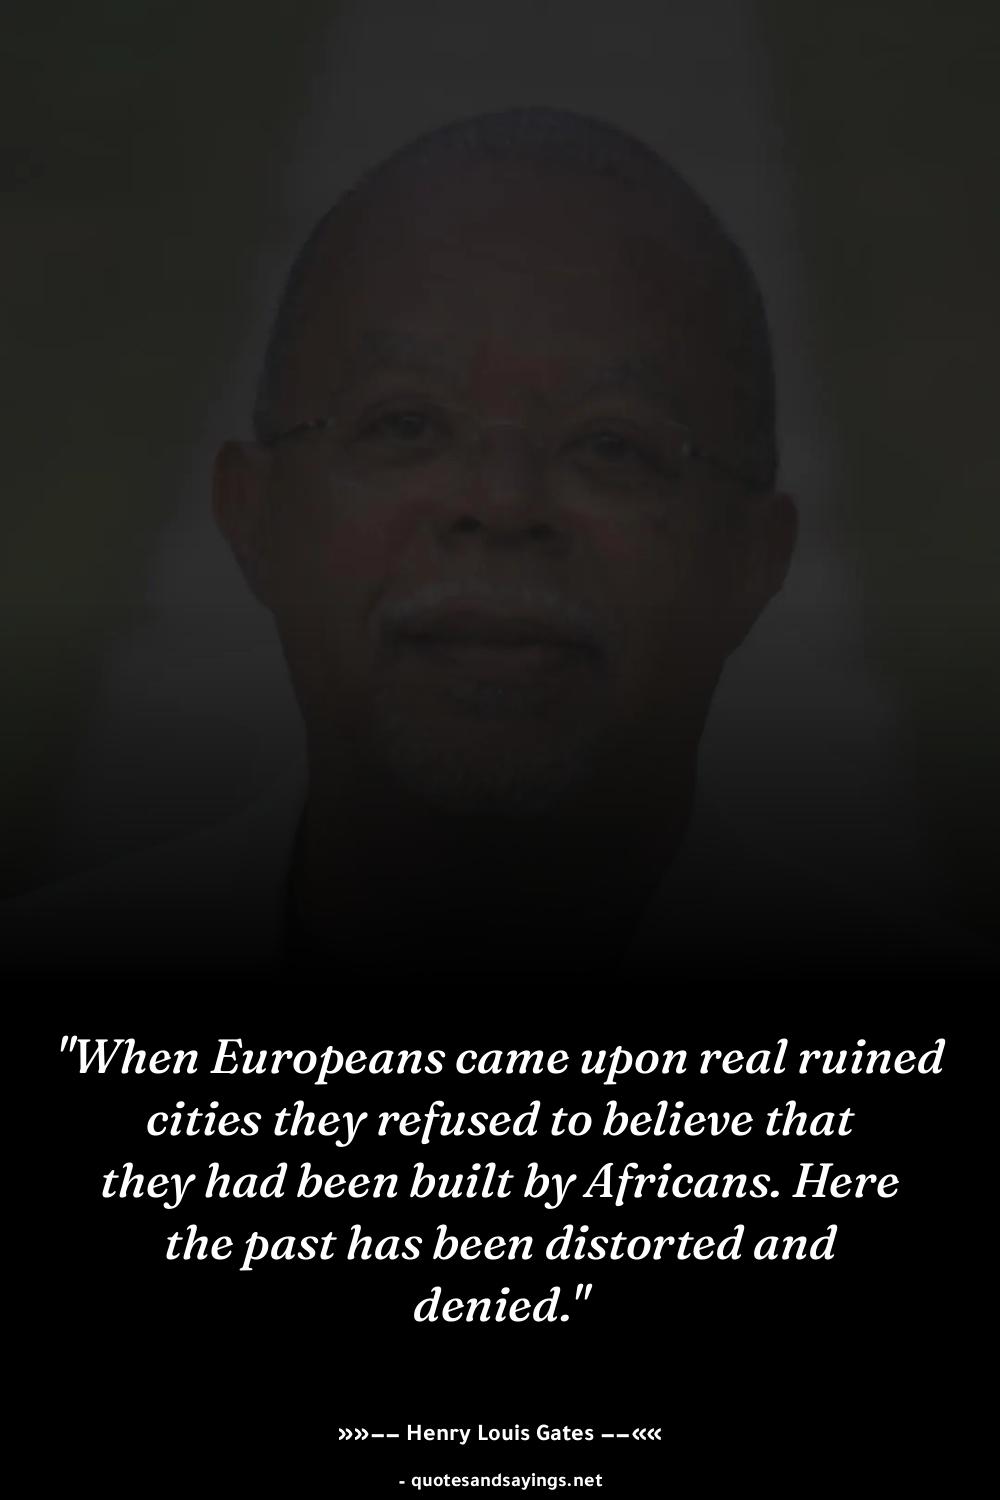 "When Europeans came upon real ruined
cities they refused to believe that
they had been built by Africans. Here
the past has been distorted and
denied."
»»–– Henry Louis Gates ––««
- quotesandsayings.net